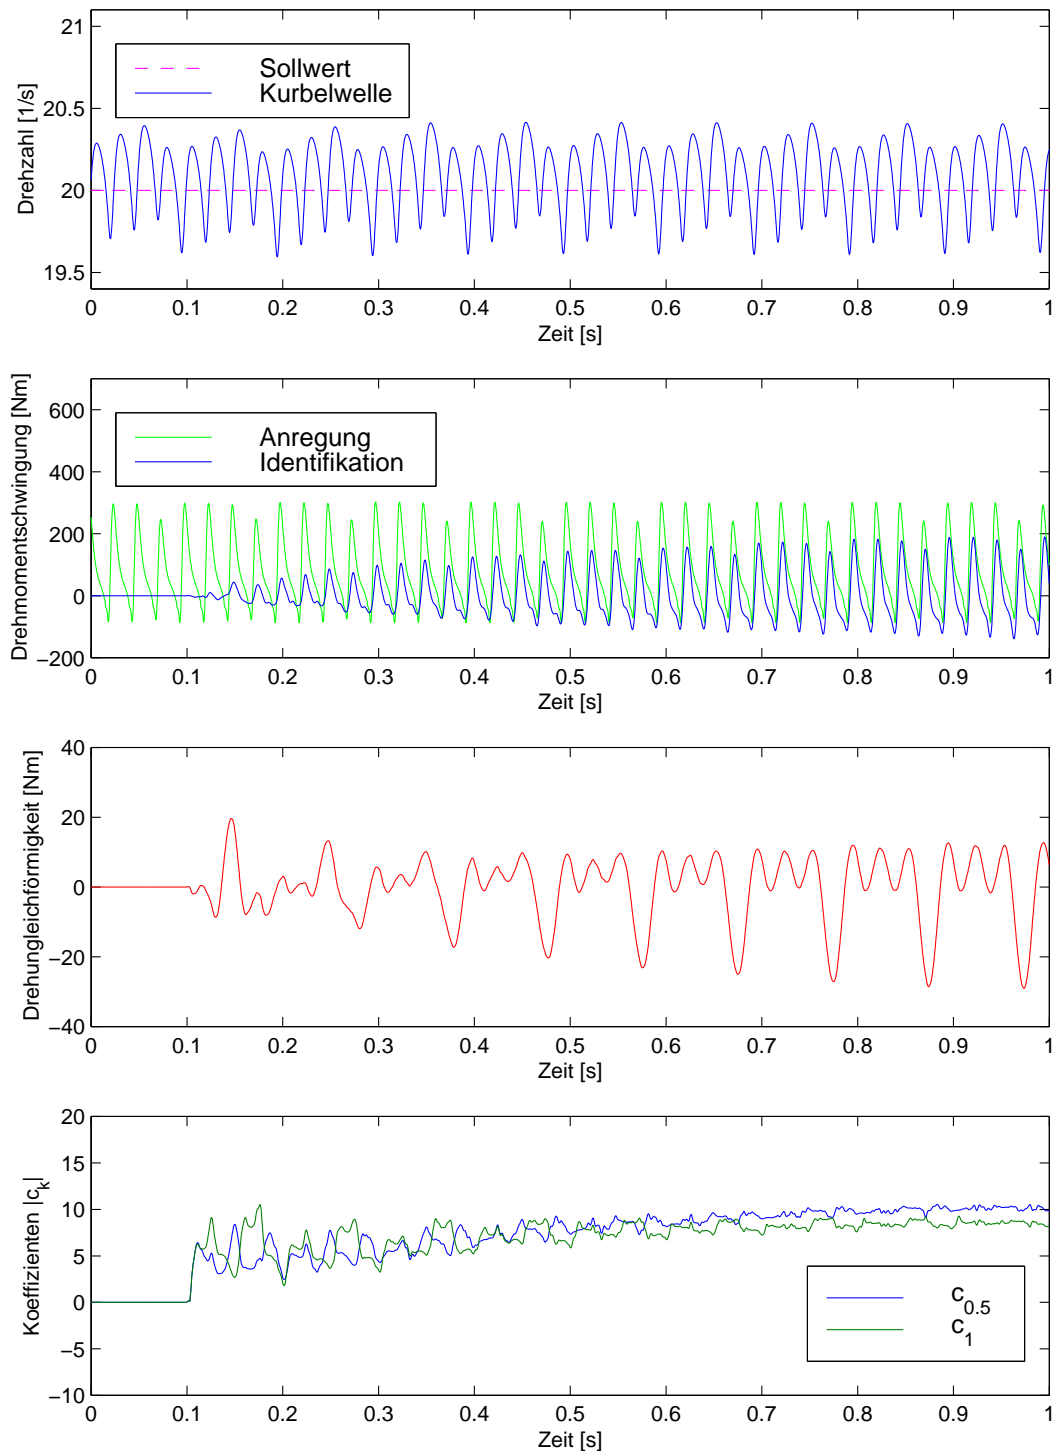 21
20.5
20
19.5
Drehzahl [1/s]
Sollwert
Kurbelwelle
0 0.1 0.2 0.3 0.4 0.5 0.6 0.7 0.8 0.9 1
Zeit [s]
600
400
200
0
−200
Drehmomentschwingung [Nm]
Anregung
Identifikation
0 0.1 0.2 0.3 0.4 0.5 0.6 0.7 0.8 0.9 1
Zeit [s]
40
20
0
−20
−40
Drehungleichförmigkeit [Nm]
0 0.1 0.2 0.3 0.4 0.5 0.6 0.7 0.8 0.9 1
Zeit [s]
20
15
10
5
0
−5
−10
Koeffizienten |c_k|
c_0.5
c_1
0 0.1 0.2 0.3 0.4 0.5 0.6 0.7 0.8 0.9 1
Zeit [s]